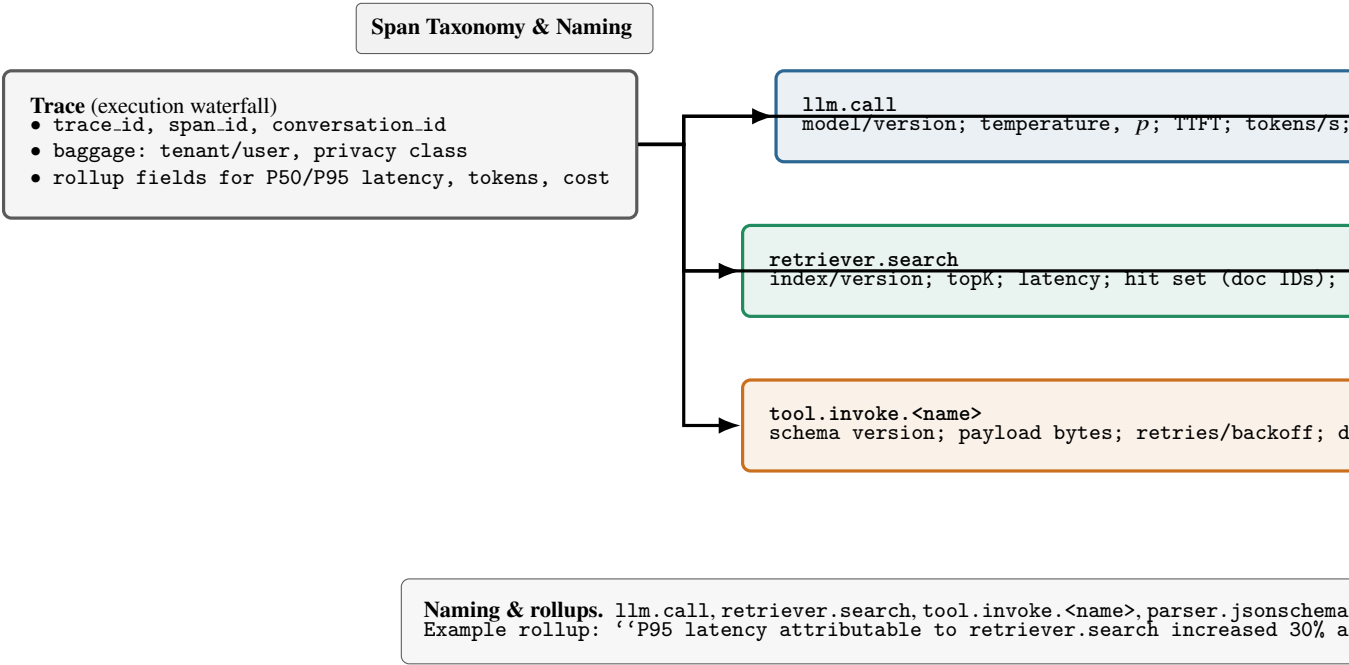 Span Taxonomy & Naming
Trace (execution waterfall)
• trace_id, span_id, conversation_id
• baggage: tenant/user, privacy class
• rollup fields for P50/P95 latency, tokens, cost
llm.call
model/version; temperature, p; TTFT; tokens/s;
retriever.search
index/version; topK; latency; hit set (doc IDs);
tool.invoke.<name>
schema version; payload bytes; retries/backoff; d
Naming & rollups. llm.call, retriever.search, tool.invoke.<name>, parser.jsonschema
Example rollup: ‘‘P95 latency attributable to retriever.search increased 30% a